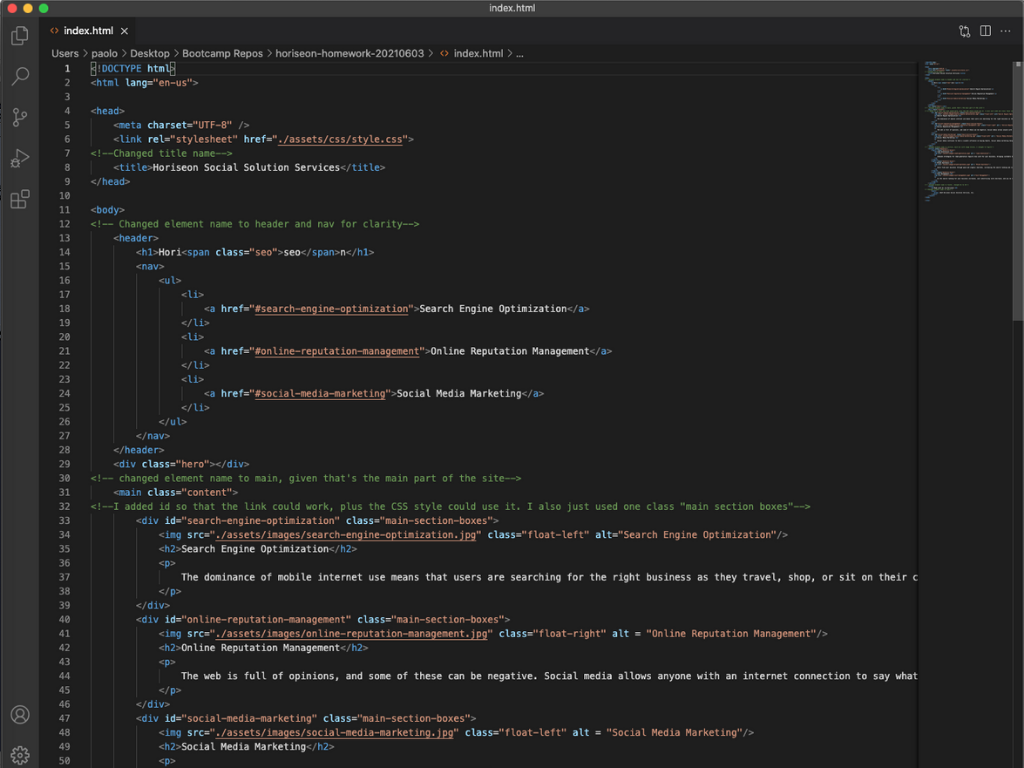 index.html
index.html ×
Users > paolo > Desktop > Bootcamp Repos > horiseon-homework-20210603 > <> index.html > ...
1 <!DOCTYPE html>
2 <html lang="en-us">
3
4 <head>
5     <meta charset="UTF-8" />
6     <link rel="stylesheet" href="./assets/css/style.css">
7 <!--Changed title name-->
8     <title>Horiseon Social Solution Services</title>
9 </head>
10
11 <body>
12 <!-- Changed element name to header and nav for clarity-->
13     <header>
14         <h1>Hori<span class="seo">seo</span>n</h1>
15         <nav>
16             <ul>
17                 <li>
18                     <a href="#search-engine-optimization">Search Engine Optimization</a>
19                 </li>
20                 <li>
21                     <a href="#online-reputation-management">Online Reputation Management</a>
22                 </li>
23                 <li>
24                     <a href="#social-media-marketing">Social Media Marketing</a>
25                 </li>
26             </ul>
27         </nav>
28     </header>
29     <div class="hero"></div>
30 <!-- changed element name to main, given that's the main part of the site-->
31     <main class="content">
32 <!--I added id so that the link could work, plus the CSS style could use it. I also just used one class "main section boxes"-->
33         <div id="search-engine-optimization" class="main-section-boxes">
34             <img src="./assets/images/search-engine-optimization.jpg" class="float-left" alt="Search Engine Optimization"/>
35             <h2>Search Engine Optimization</h2>
36             <p>
37                 The dominance of mobile internet use means that users are searching for the right business as they travel, shop, or sit on their c
38             </p>
39         </div>
40         <div id="online-reputation-management" class="main-section-boxes">
41             <img src="./assets/images/online-reputation-management.jpg" class="float-right" alt = "Online Reputation Management"/>
42             <h2>Online Reputation Management</h2>
43             <p>
44                 The web is full of opinions, and some of these can be negative. Social media allows anyone with an internet connection to say what
45             </p>
46         </div>
47         <div id="social-media-marketing" class="main-section-boxes">
48             <img src="./assets/images/social-media-marketing.jpg" class="float-left" alt = "Social Media Marketing"/>
49             <h2>Social Media Marketing</h2>
50             <p>